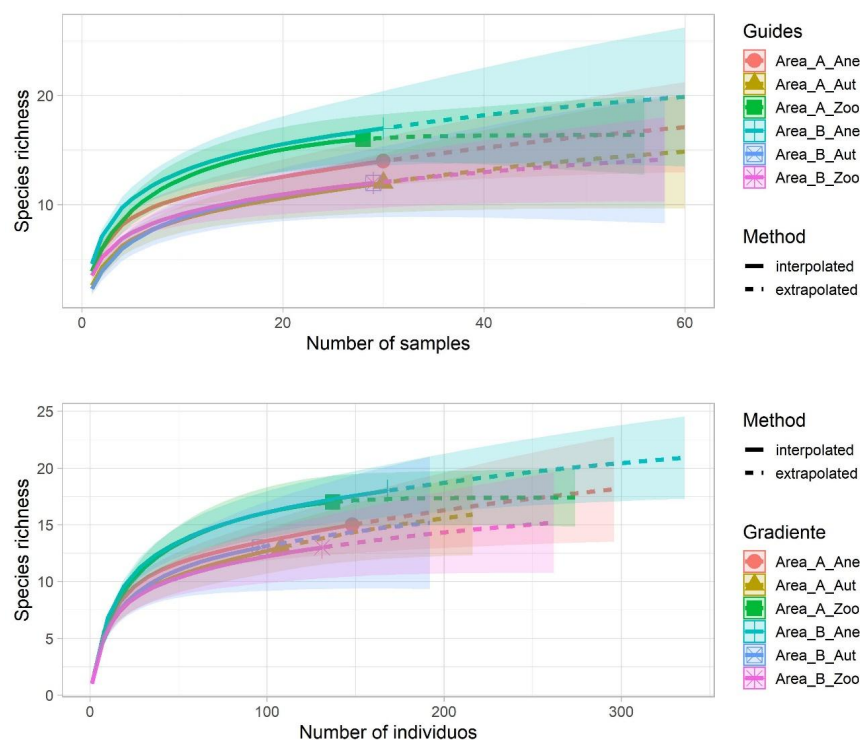 Species richness
20
10
0
20
40
60
Number of samples
Guides
Area_A_Ane
Area_A_Aut
Area_A_Zoo
Area_B_Ane
Area_B_Aut
Area_B_Zoo
Method
interpolated
extrapolated
Species richness
25
20
15
10
5
0
0
100
200
300
Number of individuos
Method
interpolated
extrapolated
Gradiente
Area_A_Ane
Area_A_Aut
Area_A_Zoo
Area_B_Ane
Area_B_Aut
Area_B_Zoo